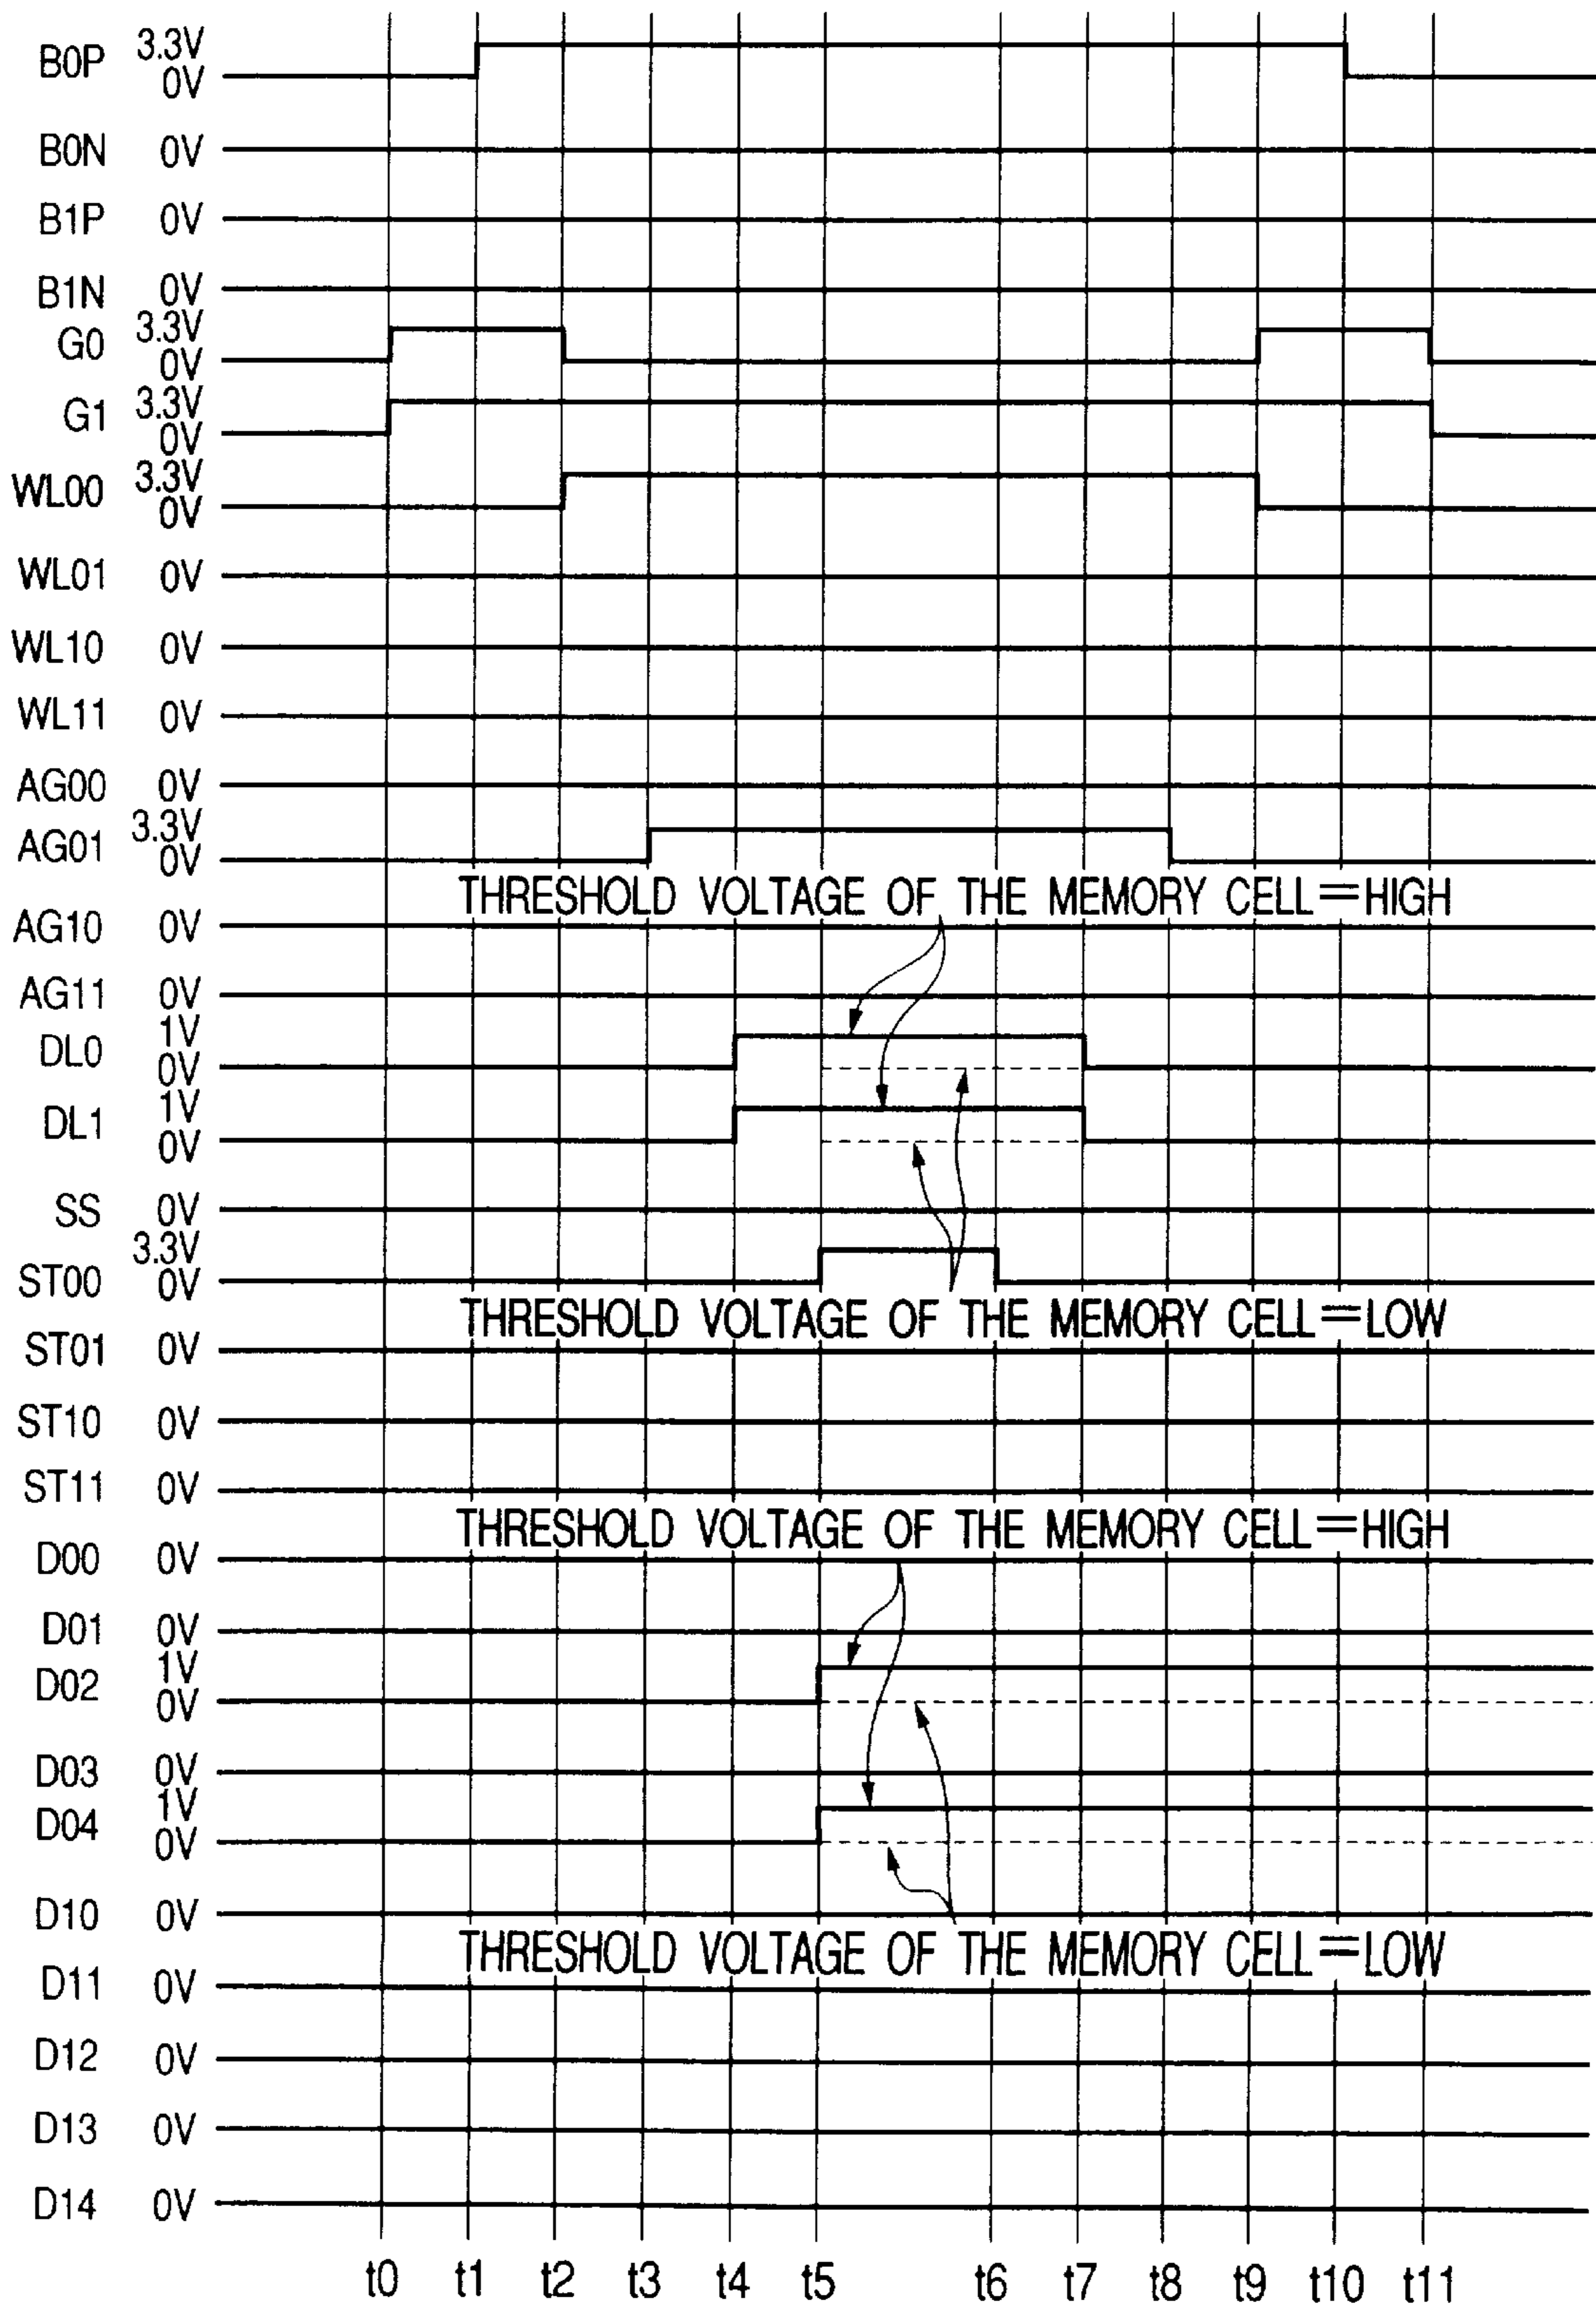 B0P 3.3V
0V
B0N 0V
B1P 0V
B1N 0V
G0 3.3V
0V
G1 3.3V
0V
WL00 3.3V
0V
WL01 0V
WL10 0V
WL11 0V
AG00 0V
AG01 3.3V
0V
THRESHOLD VOLTAGE OF THE MEMORY CELL=HIGH
AG10 0V
AG11 0V
DL0 1V
0V
DL1 1V
0V
SS 0V
ST00 3.3V
0V
THRESHOLD VOLTAGE OF THE MEMORY CELL=LOW
ST01 0V
ST10 0V
ST11 0V
THRESHOLD VOLTAGE OF THE MEMORY CELL=HIGH
D00 0V
D01 0V
D02 1V
0V
D03 0V
D04 1V
0V
D10 0V
THRESHOLD VOLTAGE OF THE MEMORY CELL=LOW
D11 0V
D12 0V
D13 0V
D14 0V
t0 t1 t2 t3 t4 t5 t6 t7 t8 t9 t10 t11